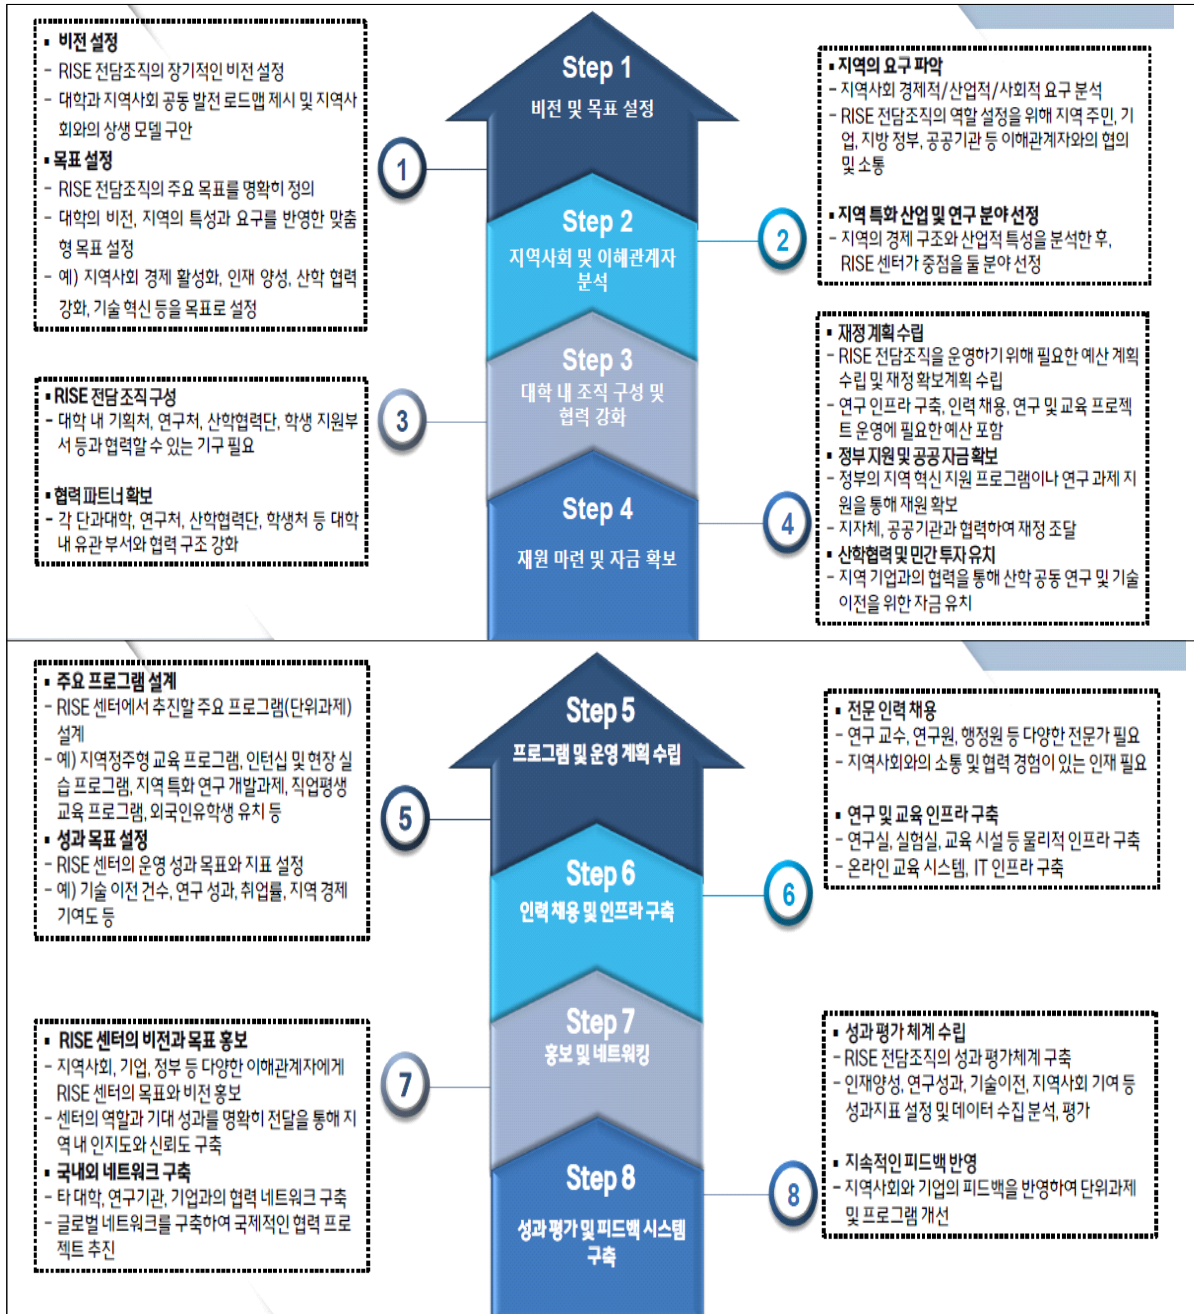 ▪ 비전 설정
– RISE 전담조직의 장기적인 비전 설정
– 대학과 지역사회 공동 발전 로드맵 제시 및 지역사
회와의 상생 모델 구안
▪ 목표 설정
– RISE 전담조직의 주요 목표를 명확히 정의
– 대학의 비전, 지역의 특성과 요구를 반영한 맞춤
형 목표 설정
– 예) 지역사회 경제 활성화, 인재 양성, 산학 협력
강화, 기술 혁신 등을 목표로 설정
1
Step 1
비전 및 목표 설정
▪ 지역의 요구 파악
– 지역사회 경제적/산업적/사회적 요구 분석
– RISE 전담조직의 역할 설정을 위해 지역 주민, 기
업, 지방 정부, 공공기관 등 이해관계자와의 협의
및 소통
▪ 지역 특화 산업 및 연구 분야 선정
– 지역의 경제 구조와 산업적 특성을 분석한 후,
RISE 센터가 중점을 둘 분야 선정
2
Step 2
지역사회 및 이해관계자
분석
▪ RISE 전담 조직 구성
– 대학 내 기획처, 연구처, 산학협력단, 학생 지원부
서 등과 협력할 수 있는 기구 필요
▪ 협력 파트너 확보
– 각 단과대학, 연구처, 산학협력단, 학생처 등 대학
내 유관 부서와 협력 구조 강화
3
Step 3
대학 내 조직 구성 및
협력 강화
▪ 재정 계획 수립
– RISE 전담조직을 운영하기 위해 필요한 예산 계획
수립 및 재정 확보계획 수립
– 연구 인프라 구축, 인력 채용, 연구 및 교육 프로젝
트 운영에 필요한 예산 포함
▪ 정부 지원 및 공공 자금 확보
– 정부의 지역 혁신 지원 프로그램이나 연구 과제 지
원을 통해 재원 확보
– 지자체, 공공기관과 협력하여 재정 조달
▪ 산학협력 및 민간 투자 유치
– 지역 기업과의 협력을 통해 산학 공동 연구 및 기술
이전을 위한 자금 유치
4
Step 4
재원 마련 및 자금 확보
▪ 주요 프로그램 설계
– RISE 센터에서 추진할 주요 프로그램(단위과제)
설계
– 예) 지역정주형 교육 프로그램, 인턴십 및 현장 실
습 프로그램, 지역 특화 연구 개발과제, 직업평생
교육 프로그램, 외국인유학생 유치 등
▪ 성과 목표 설정
– RISE 센터의 운영 성과 목표와 지표 설정
– 예) 기술 이전 건수, 연구 성과, 취업률, 지역 경제
기여도 등
5
Step 5
프로그램 및 운영 계획 수립
▪ 전문 인력 채용
– 연구 교수, 연구원, 행정원 등 다양한 전문가 필요
– 지역사회와의 소통 및 협력 경험이 있는 인재 필요
▪ 연구 및 교육 인프라 구축
– 연구실, 실험실, 교육 시설 등 물리적 인프라 구축
– 온라인 교육 시스템, IT 인프라 구축
6
Step 6
인력 채용 및 인프라 구축
▪ RISE 센터의 비전과 목표 홍보
– 지역사회, 기업, 정부 등 다양한 이해관계자에게
RISE 센터의 목표와 비전 홍보
– 센터의 역할과 기대 성과를 명확히 전달을 통해 지
역 내 인지도와 신뢰도 구축
▪ 국내외 네트워크 구축
– 타 대학, 연구기관, 기업과의 협력 네트워크 구축
– 글로벌 네트워크를 구축하여 국제적인 협력 프로
젝트 추진
7
Step 7
홍보 및 네트워킹
▪ 성과 평가 체계 수립
– RISE 전담조직의 성과 평가체계 구축
– 인재양성, 연구성과, 기술이전, 지역사회 기여 등
성과지표 설정 및 데이터 수집 분석, 평가
▪ 지속적인 피드백 반영
– 지역사회와 기업의 피드백을 반영하여 단위과제
및 프로그램 개선
8
Step 8
성과 평가 및 피드백 시스템
구축